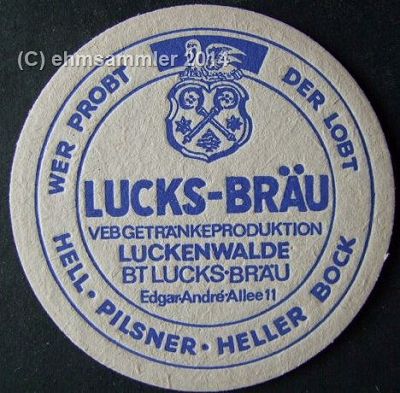 (C) ehmsammler 2014
WER PROBT DER LOBT
LUCKS-BRÄU
VEB GETRÄNKEPRODUKTION
LUCKENWALDE
BT LUCKS-BRÄU
Edgar-André-Allee 11
HELL · PILSNER · HELLER BOCK